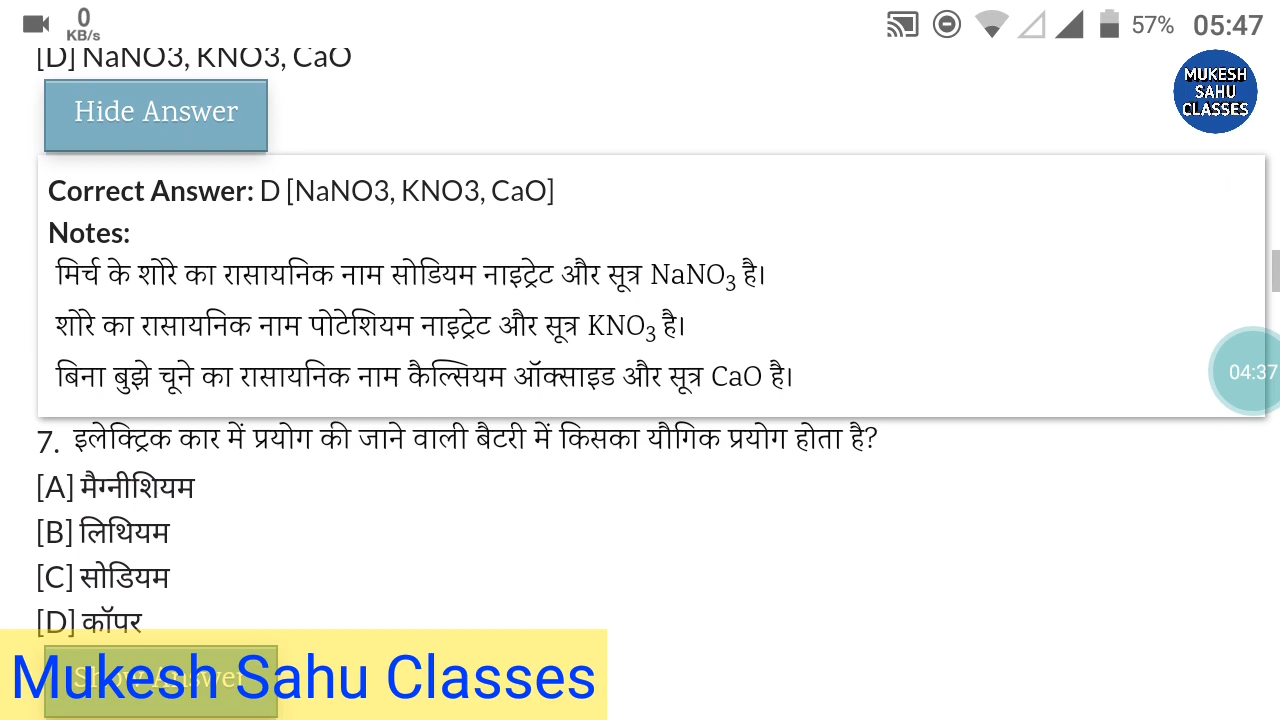 0
KB/s
57% 05:47
[D] NaNO3, KNO3, CaO
MUKESH
SAHU
CLASSES
Hide Answer
Correct Answer: D [NaNO3, KNO3, CaO]
Notes:
मिर्च के शोरे का रासायनिक नाम सोडियम नाइट्रेट और सूत्र NaNO3 है।
शोरे का रासायनिक नाम पोटेशियम नाइट्रेट और सूत्र KNO3 है।
बिना बुझे चूने का रासायनिक नाम कैल्सियम ऑक्साइड और सूत्र CaO है।
04:37
7. इलेक्ट्रिक कार में प्रयोग की जाने वाली बैटरी में किसका यौगिक प्रयोग होता है?
[A] मैग्नीशियम
[B] लिथियम
[C] सोडियम
[D] कॉपर
Show Answer
Mukesh Sahu Classes